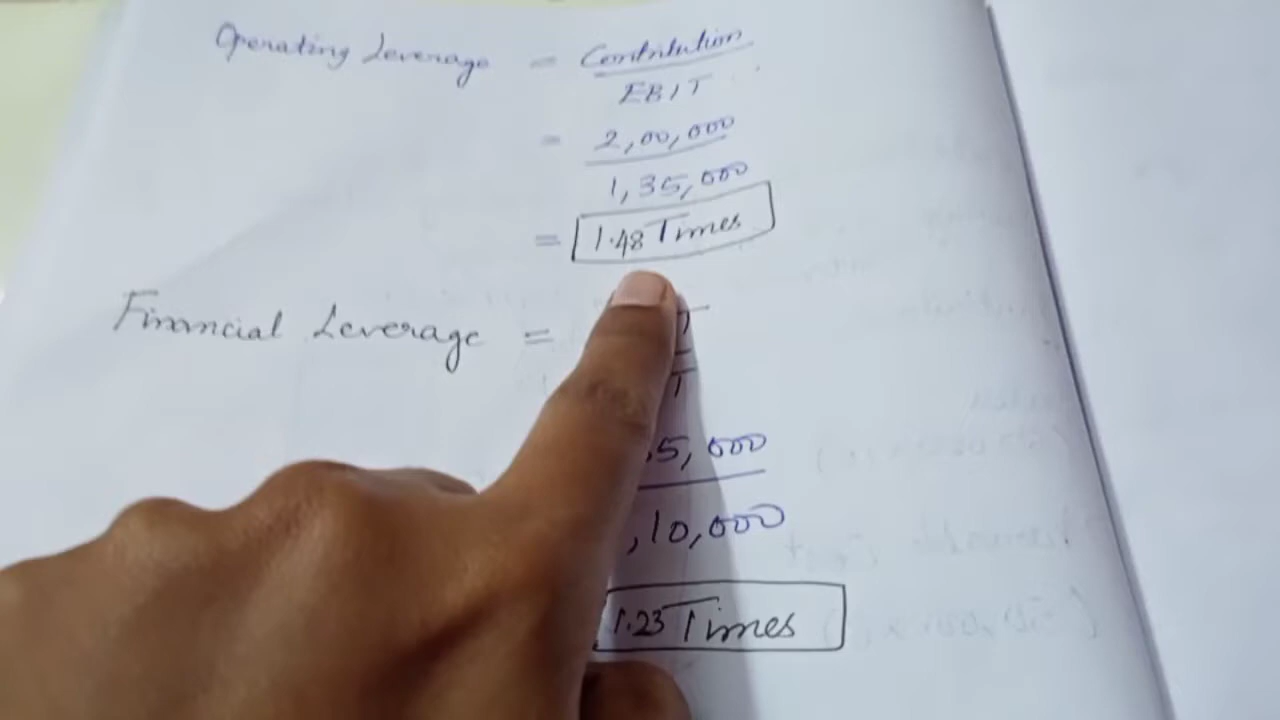 Operating Leverage = Contribution
EBIT
= 2,00,000
1,35,000
= 1.48 Times
Financial Leverage =
T
T
5,000
,10,000
1.23 Times